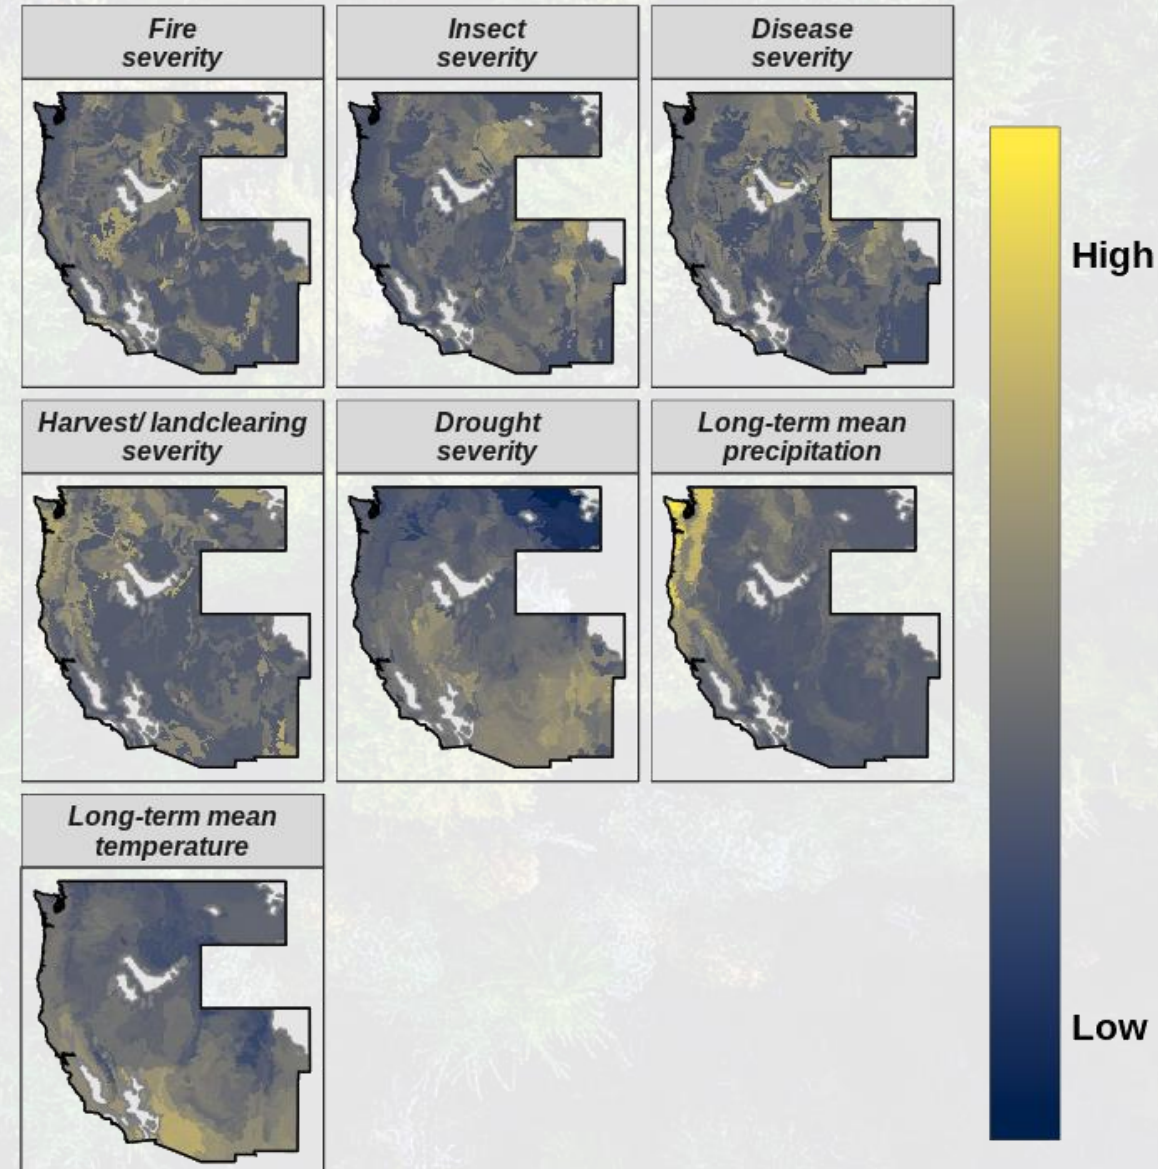 Fire
severity
Insect
severity
Disease
severity
High
Harvest/ landclearing
severity
Drought
severity
Long-term mean
precipitation
Long-term mean
temperature
Low